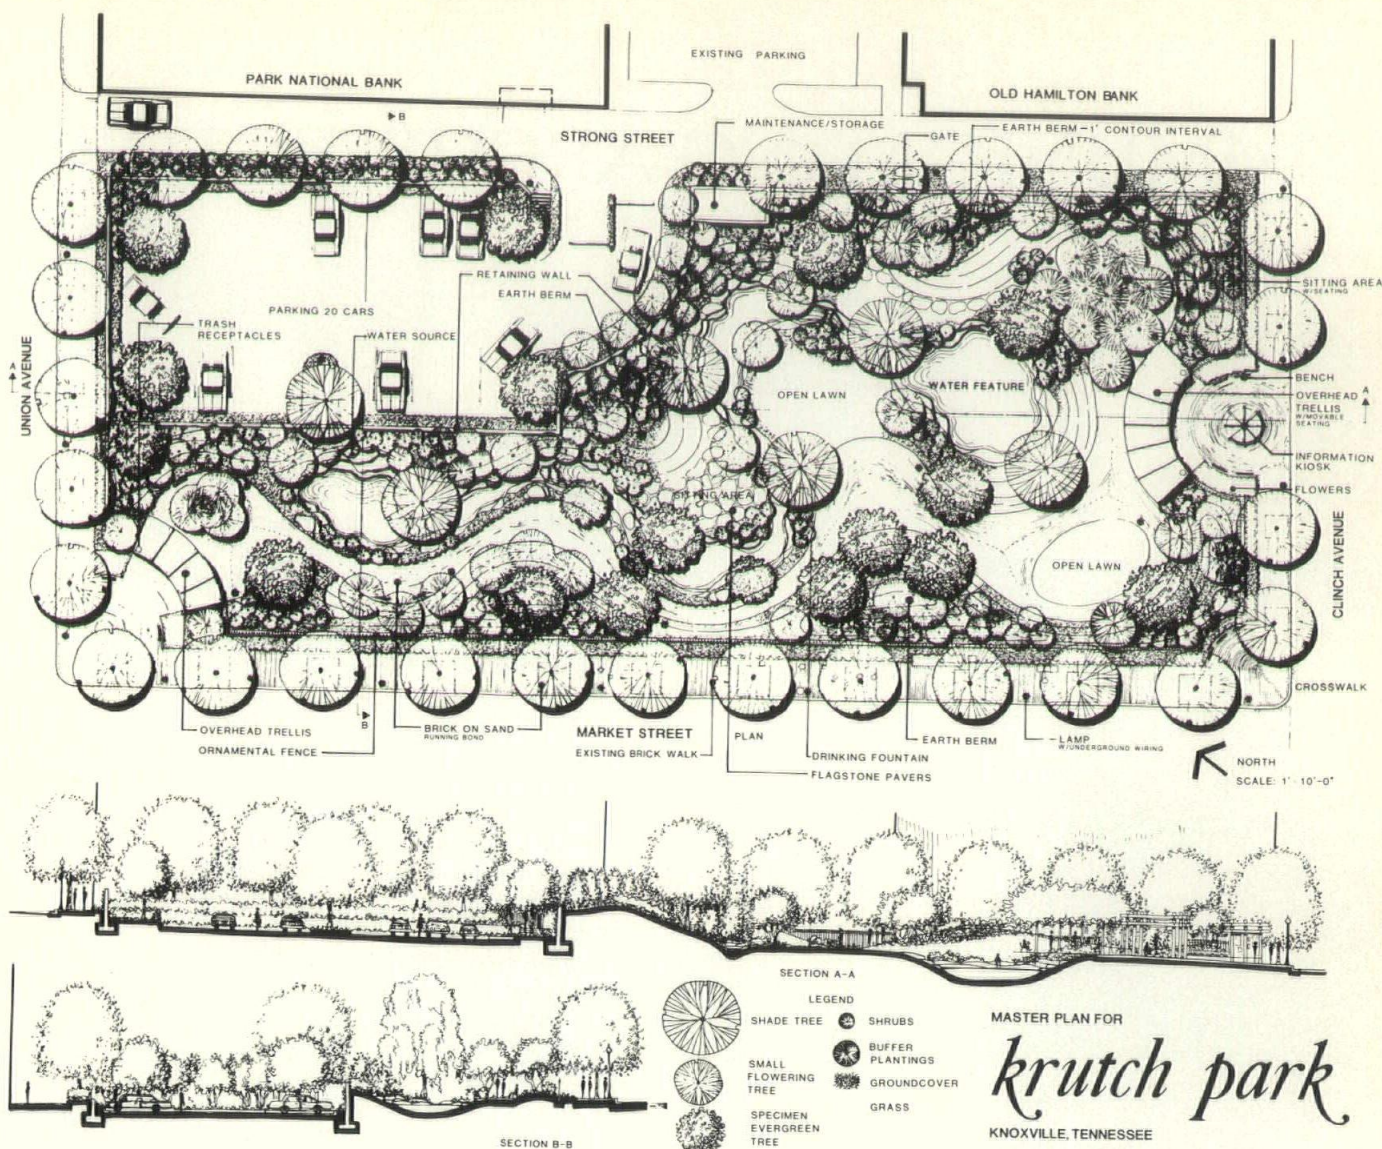 EXISTING PARKING
PARK NATIONAL BANK
OLD HAMILTON BANK
B
STRONG STREET
MAINTENANCE/STORAGE
GATE
EARTH BERM - 1' CONTOUR INTERVAL
RETAINING WALL
EARTH BERM
SITTING AREA
W/SEATING
PARKING 20 CARS
TRASH
RECEPTACLES
WATER SOURCE
A
UNION AVENUE
OPEN LAWN
WATER FEATURE
BENCH
OVERHEAD
TRELLIS
W/MOVABLE
SEATING
A
INFORMATION
KIOSK
FLOWERS
SITTING AREA
CLINCH AVENUE
OPEN LAWN
CROSSWALK
B
OVERHEAD TRELLIS
ORNAMENTAL FENCE
BRICK ON SAND
RUNNING BOND
MARKET STREET
EXISTING BRICK WALK
PLAN
DRINKING FOUNTAIN
FLAGSTONE PAVERS
EARTH BERM
LAMP
W/UNDERGROUND WIRING
NORTH
SCALE: 1' · 10'-0"
SECTION A-A
LEGEND
SHADE TREE
SHRUBS
BUFFER
PLANTINGS
SMALL
FLOWERING
TREE
GROUNDCOVER
GRASS
SPECIMEN
EVERGREEN
TREE
SECTION B-B
MASTER PLAN FOR
krutch park
KNOXVILLE, TENNESSEE